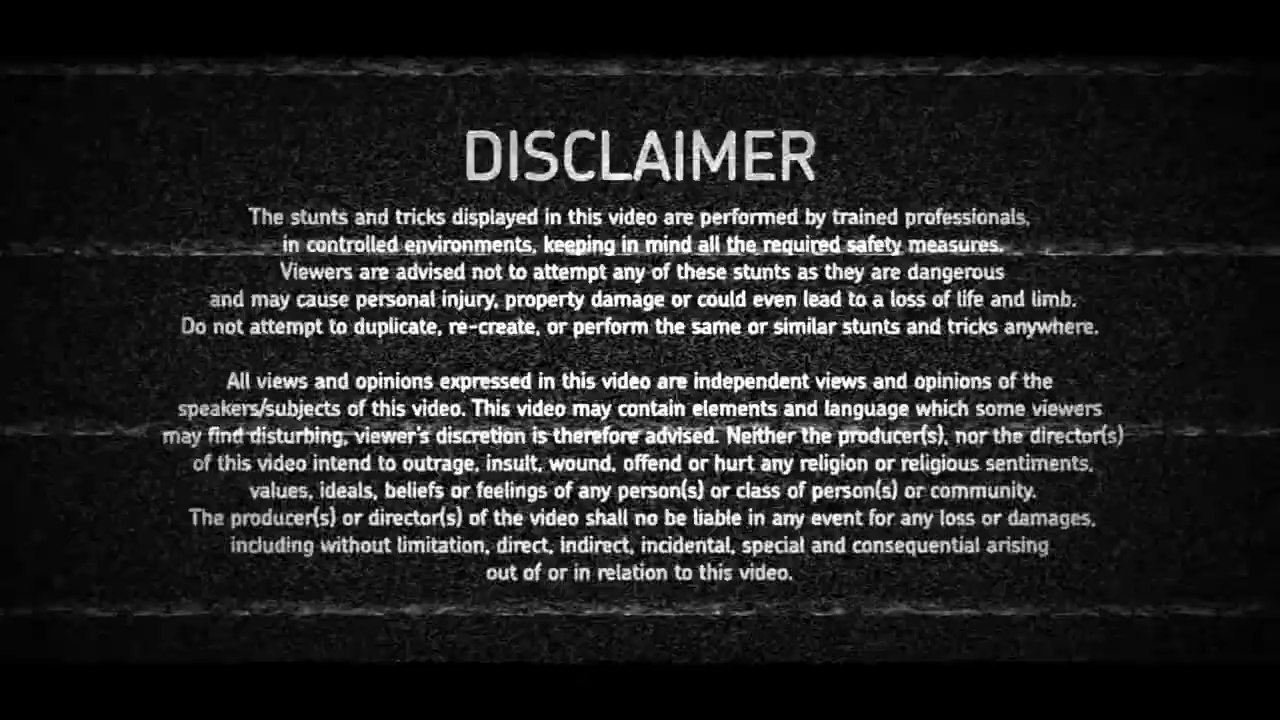 DISCLAIMER
The stunts and tricks displayed in this video are performed by trained professionals,
in controlled environments, keeping in mind all the required safety measures.
Viewers are advised not to attempt any of these stunts as they are dangerous
and may cause personal injury, property damage or could even lead to a loss of life and limb.
Do not attempt to duplicate, re-create, or perform the same or similar stunts and tricks anywhere.
All views and opinions expressed in this video are independent views and opinions of the
speakers/subjects of this video. This video may contain elements and language which some viewers
may find disturbing, viewer's discretion is therefore advised. Neither the producer(s), nor the director(s)
of this video intend to outrage, insult, wound, offend or hurt any religion or religious sentiments,
values, ideals, beliefs or feelings of any person(s) or class of person(s) or community.
The producer(s) or director(s) of the video shall no be liable in any event for any loss or damages,
including without limitation, direct, indirect, incidental, special and consequential arising
out of or in relation to this video.